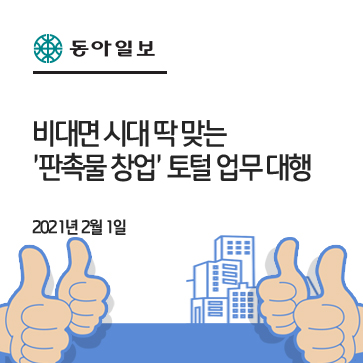 동아일보
비대면 시대 딱 맞는
'판촉물 창업' 토털 업무 대행
2021년 2월 1일